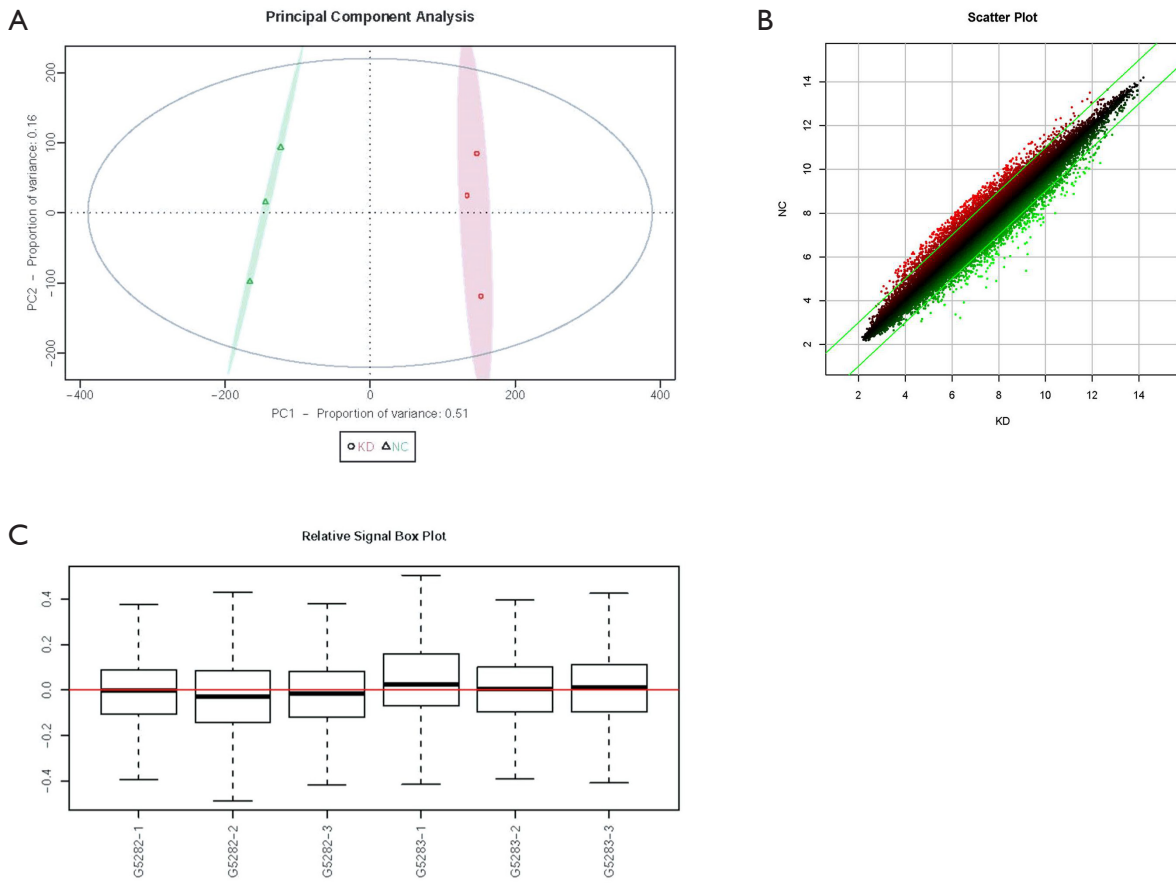 A
Principal Component Analysis
PC2 – Proportion of variance: 0.16
200
100
0
−100
−200
−400
−200
0
200
400
PC1 – Proportion of variance: 0.51
KD NC
B
Scatter Plot
NC
14
12
10
8
6
4
2
2
4
6
8
10
12
14
KD
C
Relative Signal Box Plot
0.4
0.2
0.0
−0.2
−0.4
G5282-1
G5282-2
G5282-3
G5283-1
G5283-2
G5283-3